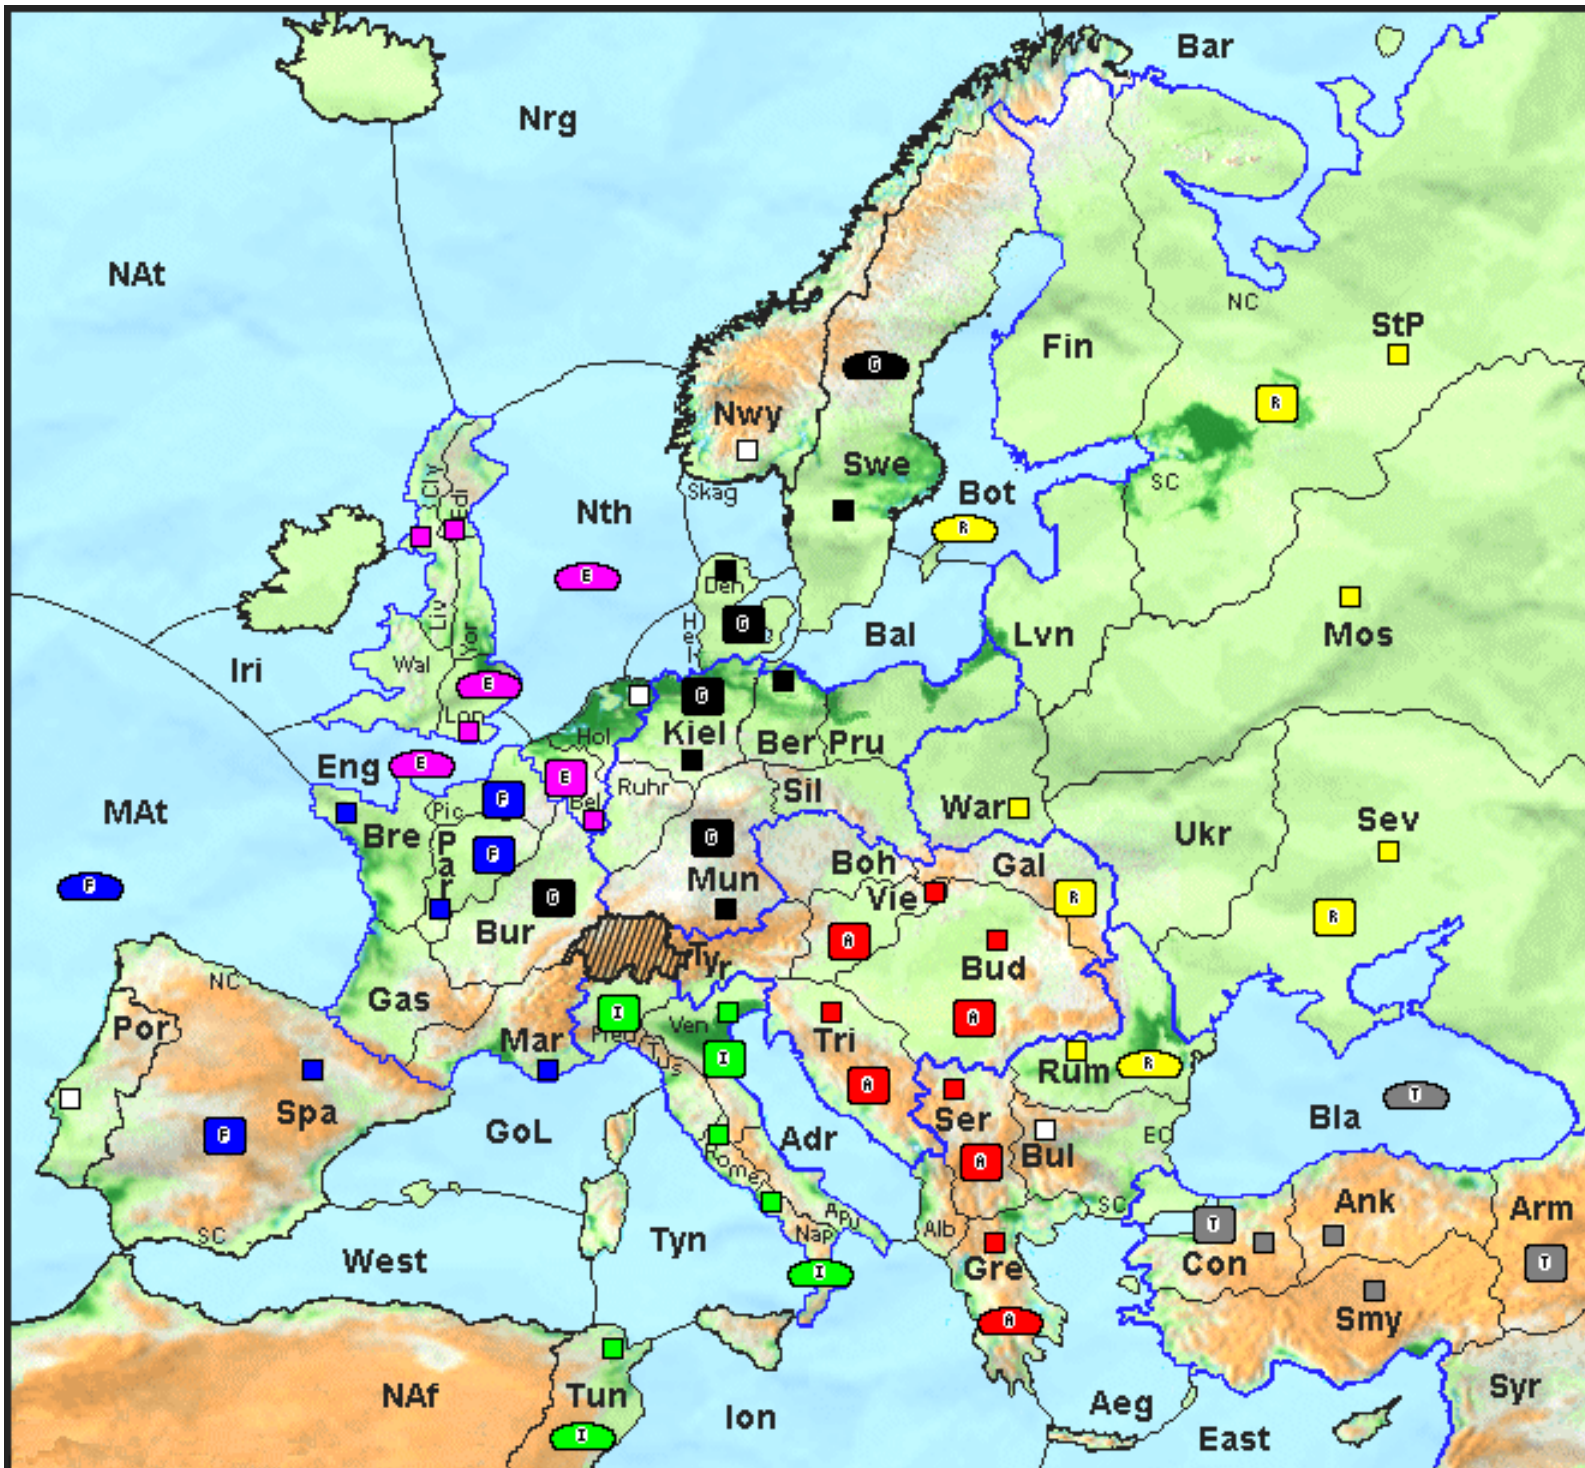 Bar
Nrg
NAt
NC
StP
Fin
G
R
Nwy
Swe
Cly
Edi
Skag
Bot
SC
Nth
R
E
Den
G
Hel
Bal
Lvn
Mos
Liv
Yor
Wal
Iri
E
Lon
G
Hol
Kiel
Ber
Pru
Eng
E
E
Bel
Ruhr
Sil
War
MAt
F
Pic
Bre
Par
F
G
Mun
Boh
Gal
Ukr
Sev
F
G
Vie
R
R
Bur
A
Bud
Tyr
NC
Gas
Por
Mar
I
Pied
Ven
Tus
I
Tri
A
A
Rum
R
Spa
F
GoL
Adr
Ser
A
Bul
EC
SC
Bla
T
Rome
Apu
Nap
Alb
Gre
Con
T
Ank
Arm
T
Smy
SC
West
Tyn
I
A
NAf
Tun
I
Ion
Aeg
East
Syr